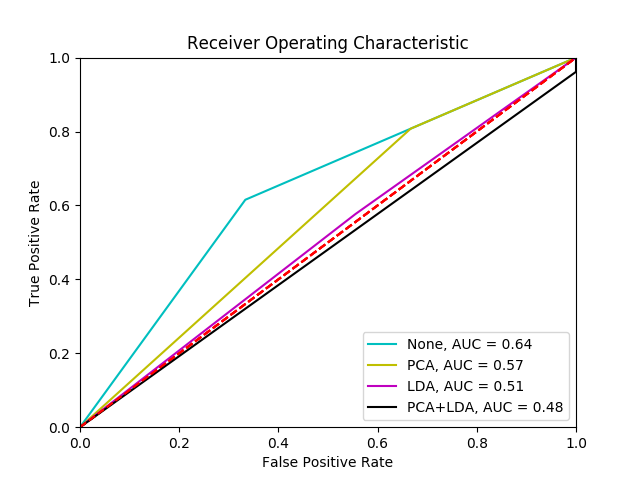 Receiver Operating Characteristic
1.0
0.8
0.6
0.4
0.2
0.0
True Positive Rate
None, AUC = 0.64
PCA, AUC = 0.57
LDA, AUC = 0.51
PCA+LDA, AUC = 0.48
0.0 0.2 0.4 0.6 0.8 1.0
False Positive Rate